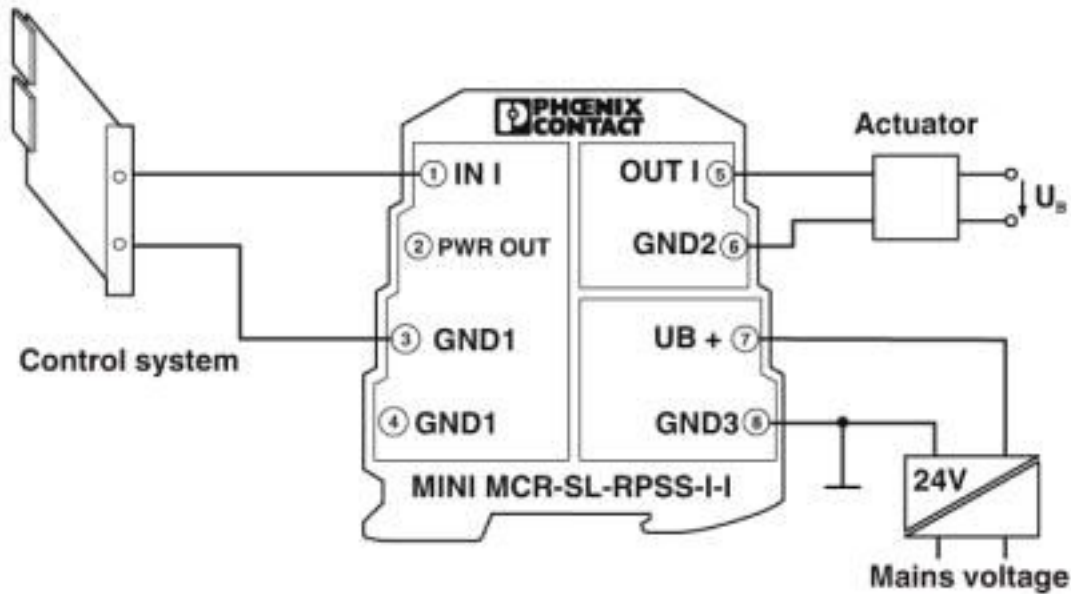 PHŒNIX
CONTACT
Actuator
1 IN I
OUT I 5
U_B
2 PWR OUT
GND2 6
3 GND1
UB + 7
Control system
4 GND1
GND3 8
24V
MINI MCR-SL-RPSS-I-I
Mains voltage